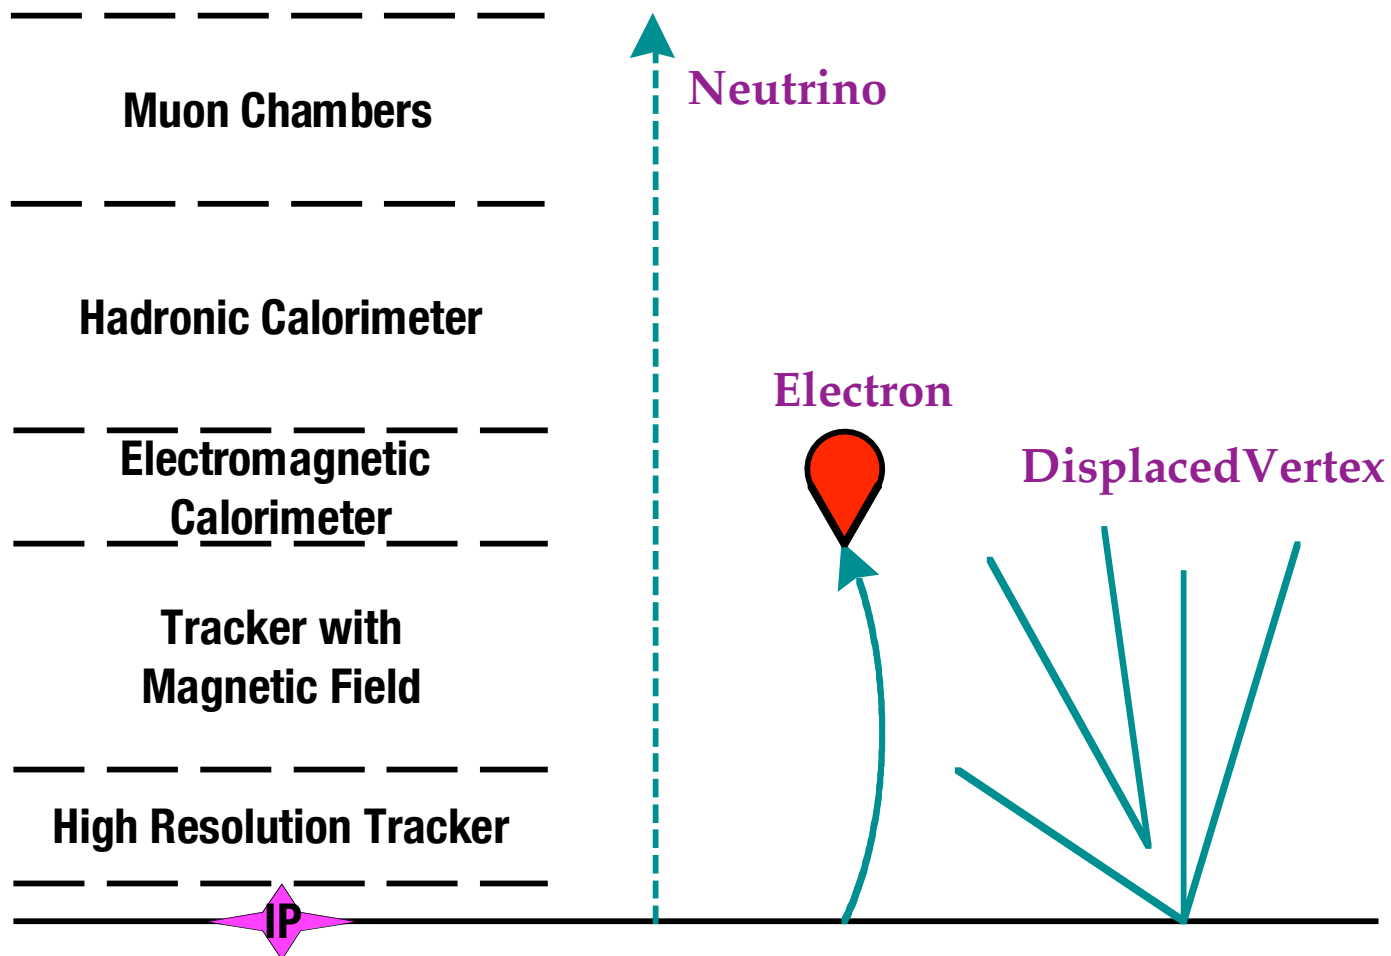 Muon Chambers
Hadronic Calorimeter
Electromagnetic
Calorimeter
Tracker with
Magnetic Field
High Resolution Tracker
IP
Neutrino
Electron
DisplacedVertex